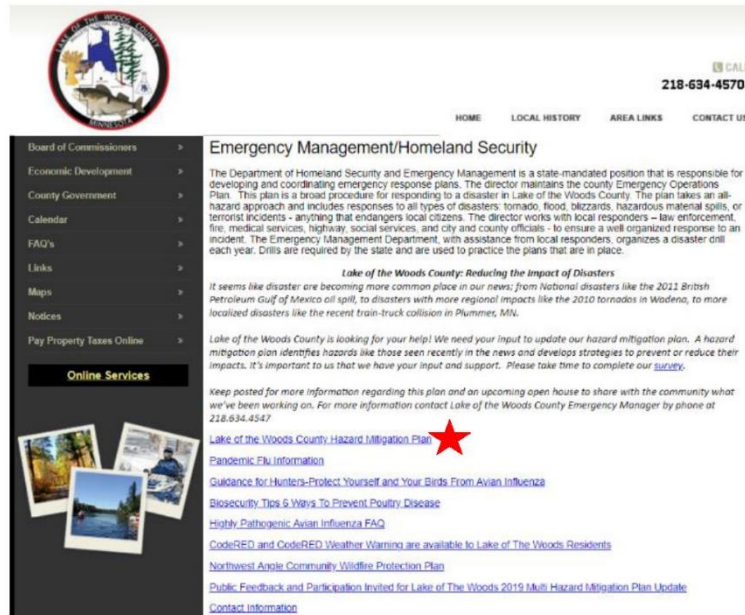 LAKE OF THE WOODS COUNTY
MINNESOTA
CALL
218-634-4570
HOME LOCAL HISTORY AREA LINKS CONTACT US
Board of Commissioners »
Economic Development »
County Government »
Calendar »
FAQ's »
Links »
Maps »
Notices »
Pay Property Taxes Online »
Online Services
Emergency Management/Homeland Security
The Department of Homeland Security and Emergency Management is a state-mandated position that is responsible for
developing and coordinating emergency response plans. The director maintains the county Emergency Operations
Plan. This plan is a broad procedure for responding to a disaster in Lake of the Woods County. The plan takes an all-
hazard approach and includes responses to all types of disasters: tornado, flood, blizzards, hazardous material spills, or
terrorist incidents - anything that endangers local citizens. The director works with local responders – law enforcement,
fire, medical services, highway, social services, and city and county officials - to ensure a well organized response to an
incident. The Emergency Management Department, with assistance from local responders, organizes a disaster drill
each year. Drills are required by the state and are used to practice the plans that are in place.
Lake of the Woods County: Reducing the Impact of Disasters
It seems like disaster are becoming more common place in our news; from National disasters like the 2011 British
Petroleum Gulf of Mexico oil spill, to disasters with more regional impacts like the 2010 tornados in Wadena, to more
localized disasters like the recent train-truck collision in Plummer, MN.
Lake of the Woods County is looking for your help! We need your input to update our hazard mitigation plan. A hazard
mitigation plan identifies hazards like those seen recently in the news and develops strategies to prevent or reduce their
impacts. It's important to us that we have your input and support. Please take time to complete our survey.
Keep posted for more information regarding this plan and an upcoming open house to share with the community what
we've been working on. For more information contact Lake of the Woods County Emergency Manager by phone at
218.634.4547
Lake of the Woods County Hazard Mitigation Plan
Pandemic Flu Information
Guidance for Hunters-Protect Yourself and Your Birds From Avian Influenza
Biosecurity Tips 6 Ways To Prevent Poultry Disease
Highly Pathogenic Avian Influenza FAQ
CodeRED and CodeRED Weather Warning are available to Lake of The Woods Residents
Northwest Angle Community Wildfire Protection Plan
Public Feedback and Participation Invited for Lake of The Woods 2019 Multi Hazard Mitigation Plan Update
Contact Information